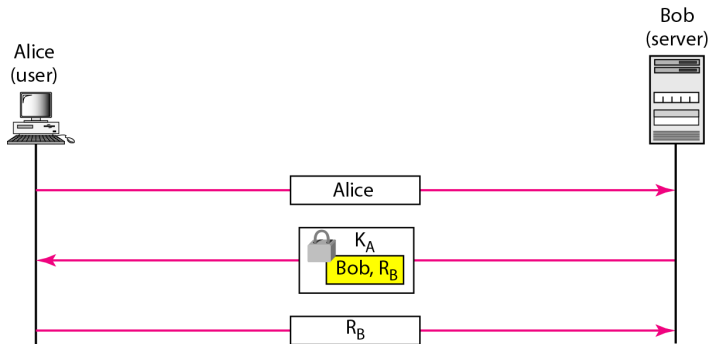 Bob
(server)
Alice
(user)
Alice
K_A
Bob, R_B
R_B